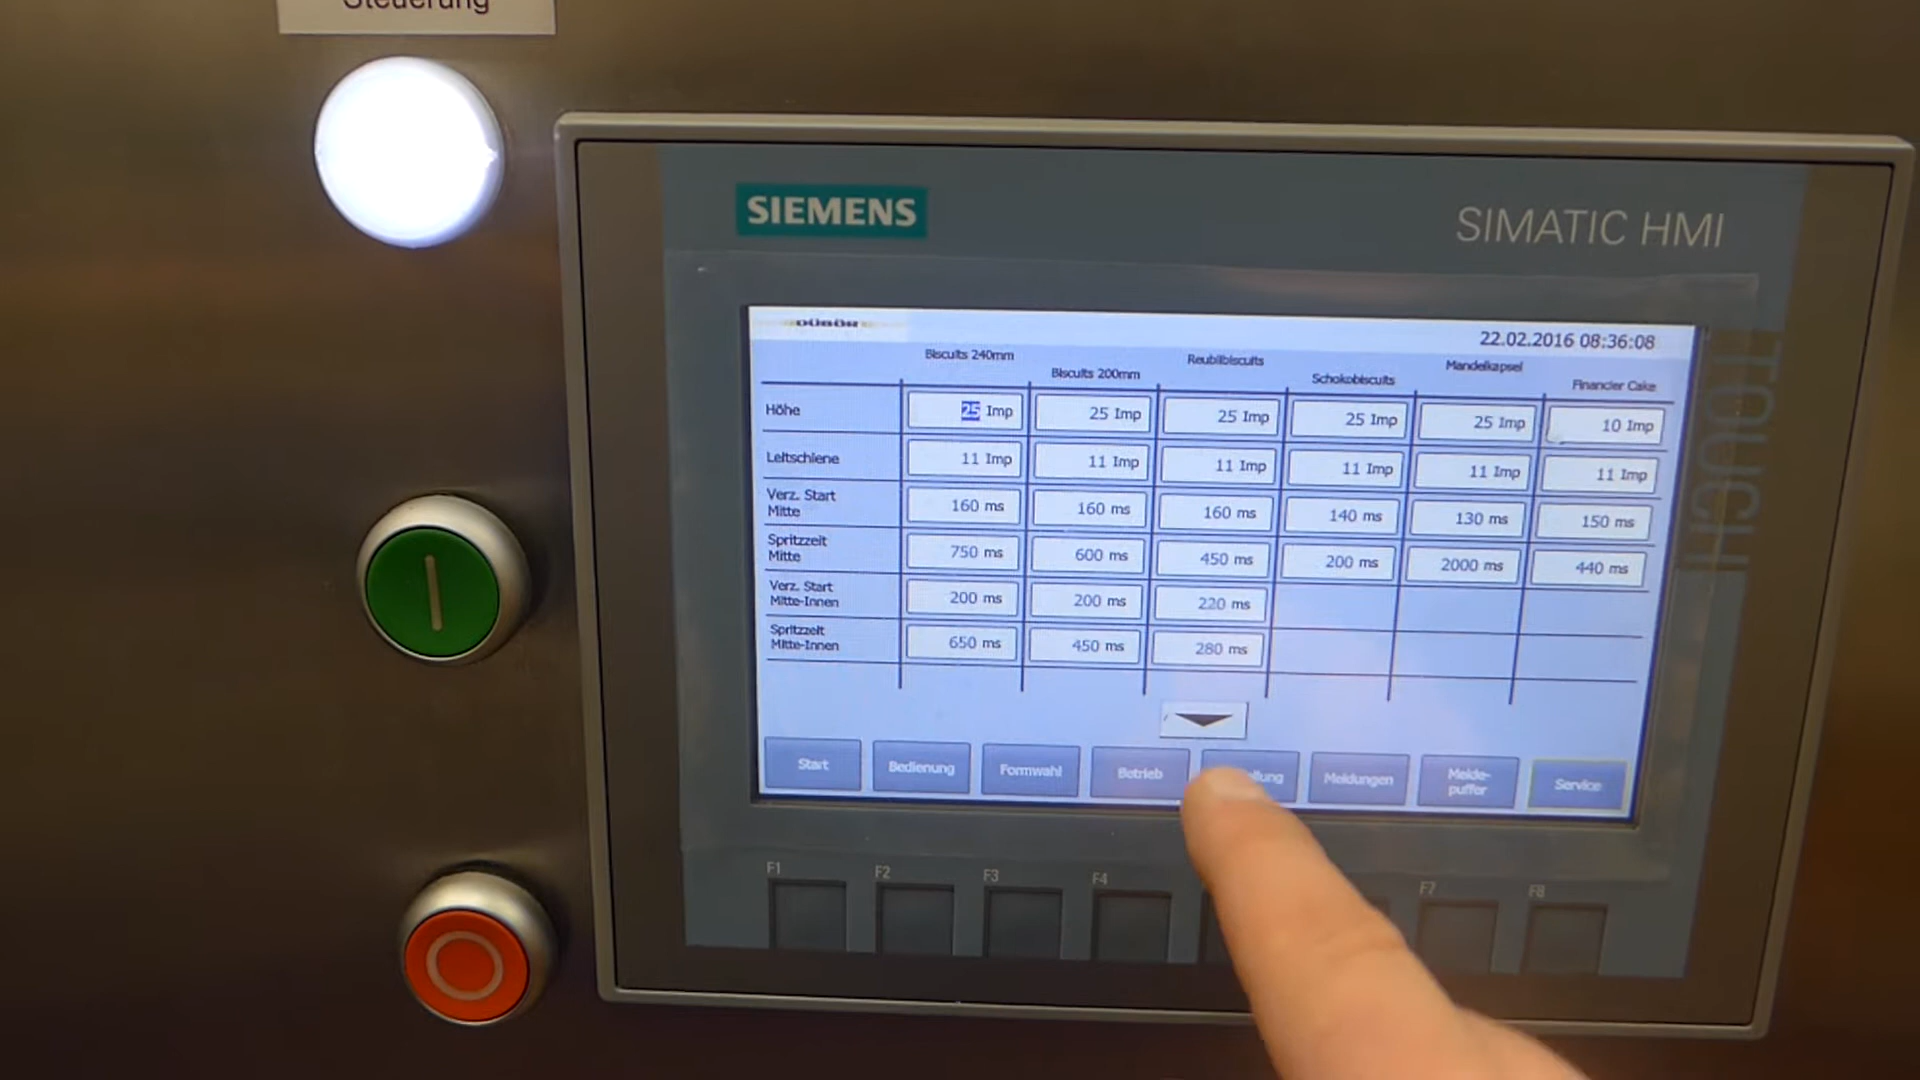 Steuerung
SIEMENS
SIMATIC HMI
TOUCH
DÜBÖR
22.02.2016 08:36:08
Biscuits 240mm
Biscuits 200mm
Reublibiscuits
Schokobiscuits
Mandelkapsel
Financier Cake
Höhe 25 Imp 25 Imp 25 Imp 25 Imp 25 Imp 10 Imp
Leitschiene 11 Imp 11 Imp 11 Imp 11 Imp 11 Imp 11 Imp
Verz. Start
Mitte 160 ms 160 ms 160 ms 140 ms 130 ms 150 ms
Spritzzeit
Mitte 750 ms 600 ms 450 ms 200 ms 2000 ms 440 ms
Verz. Start
Mitte-Innen 200 ms 200 ms 220 ms
Spritzzeit
Mitte-Innen 650 ms 450 ms 280 ms
Start Bedienung Formwahl Betrieb Meldungen Melde-
puffer Service
F1 F2 F3 F4 F7 F8